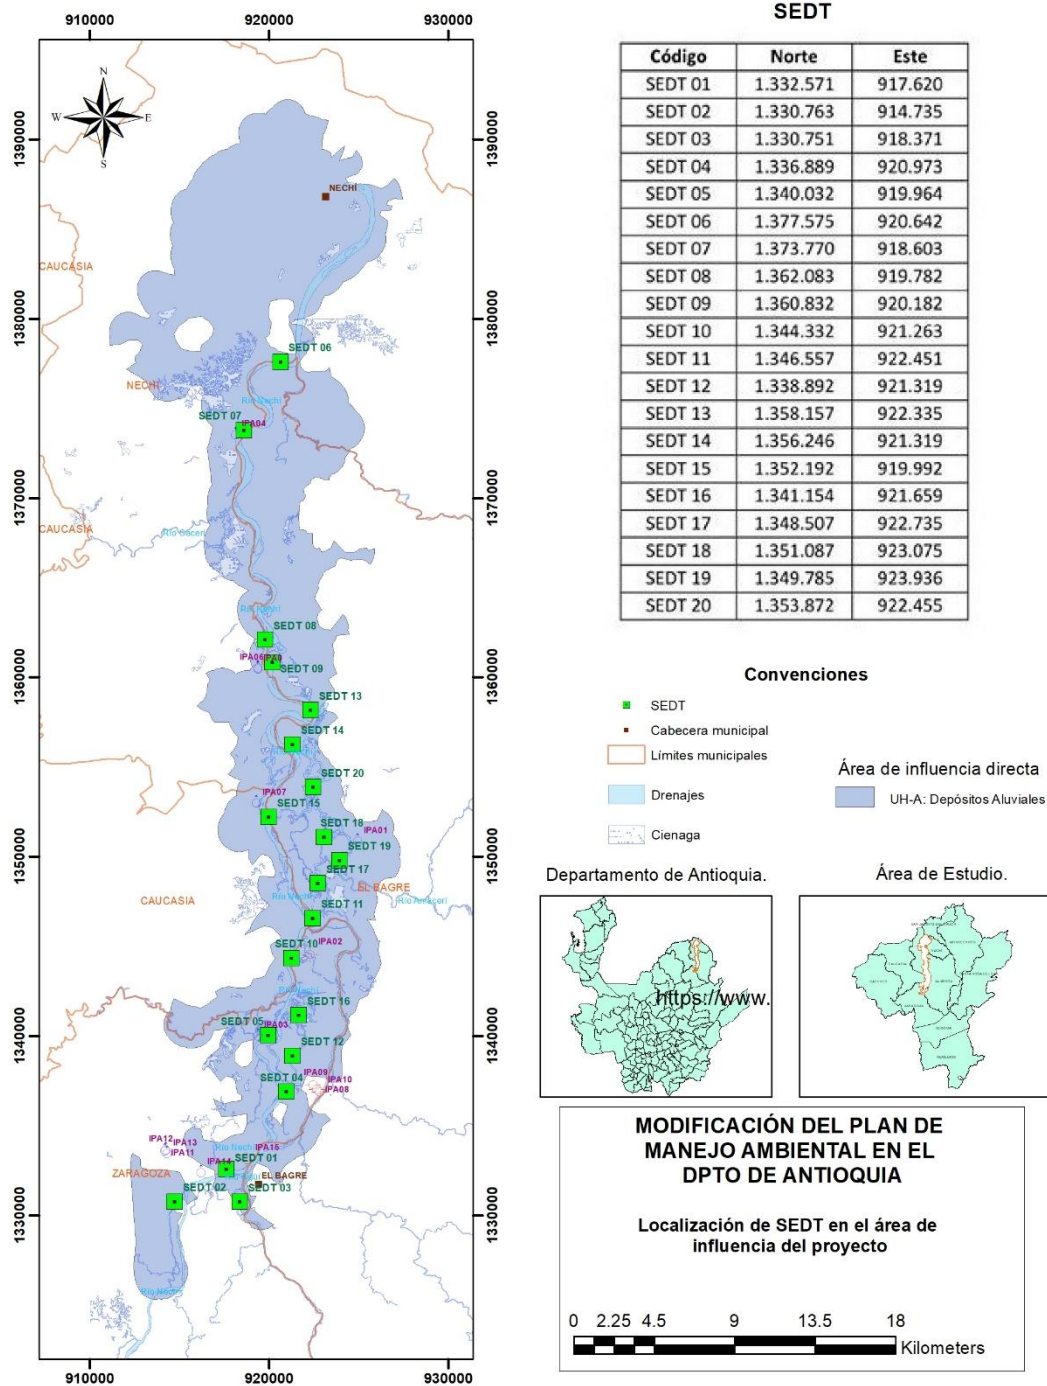 910000 920000 930000
1390000
1380000
1370000
1360000
1350000
1340000
1330000
N
W E
S
NECHÍ
CAUCASIA
SEDT 06
NECHÍ
Río Nechí
SEDT 07
IPA04
CAUCASIA
SEDT 08
SEDT 09
SEDT 13
SEDT 14
SEDT 20
IPA07
SEDT 15
SEDT 18
IPA01
SEDT 19
SEDT 17
EL BAGRE
CAUCASIA
SEDT 11
SEDT 10
IPA02
SEDT 16
SEDT 05
IPA03
SEDT 12
SEDT 04
IPA09
IPA10
IPA08
IPA12
IPA13
IPA11
IPA14
IPA15
SEDT 01
ZARAGOZA
EL BAGRE
SEDT 02
SEDT 03
1390000
1380000
1370000
1360000
1350000
1340000
1330000
910000 920000 930000
SEDT
Código Norte Este
SEDT 01 1.332.571 917.620
SEDT 02 1.330.763 914.735
SEDT 03 1.330.751 918.371
SEDT 04 1.336.889 920.973
SEDT 05 1.340.032 919.964
SEDT 06 1.377.575 920.642
SEDT 07 1.373.770 918.603
SEDT 08 1.362.083 919.782
SEDT 09 1.360.832 920.182
SEDT 10 1.344.332 921.263
SEDT 11 1.346.557 922.451
SEDT 12 1.338.892 921.319
SEDT 13 1.358.157 922.335
SEDT 14 1.356.246 921.319
SEDT 15 1.352.192 919.992
SEDT 16 1.341.154 921.659
SEDT 17 1.348.507 922.735
SEDT 18 1.351.087 923.075
SEDT 19 1.349.785 923.936
SEDT 20 1.353.872 922.455
Convenciones
SEDT
Cabecera municipal
Límites municipales
Drenajes
Cienaga
Área de influencia directa
UH-A: Depósitos Aluviales
Departamento de Antioquia.
https://www.
Área de Estudio.
MODIFICACIÓN DEL PLAN DE
MANEJO AMBIENTAL EN EL
DPTO DE ANTIOQUIA
Localización de SEDT en el área de
influencia del proyecto
0 2.25 4.5 9 13.5 18
Kilometers